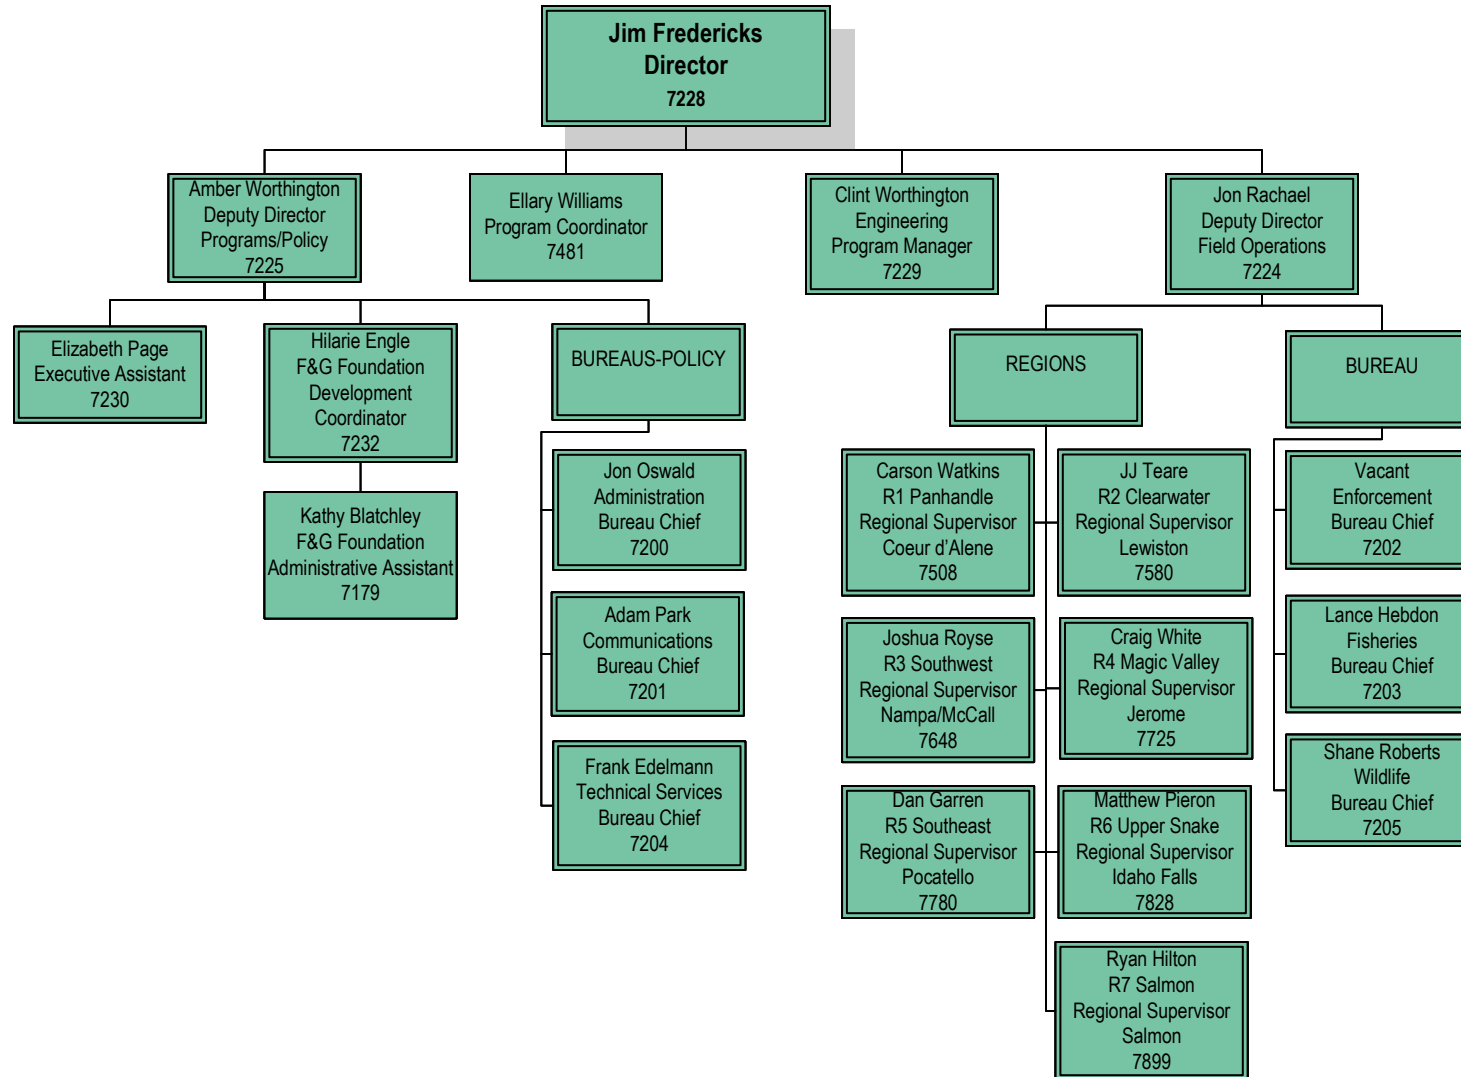 Jim Fredericks
Director
7228
Amber Worthington
Deputy Director
Programs/Policy
7225
Ellary Williams
Program Coordinator
7481
Clint Worthington
Engineering
Program Manager
7229
Jon Rachael
Deputy Director
Field Operations
7224
Elizabeth Page
Executive Assistant
7230
Hilarie Engle
F&G Foundation
Development
Coordinator
7232
BUREAUS-POLICY
REGIONS
BUREAU
Kathy Blatchley
F&G Foundation
Administrative Assistant
7179
Jon Oswald
Administration
Bureau Chief
7200
Adam Park
Communications
Bureau Chief
7201
Frank Edelmann
Technical Services
Bureau Chief
7204
Carson Watkins
R1 Panhandle
Regional Supervisor
Coeur d’Alene
7508
JJ Teare
R2 Clearwater
Regional Supervisor
Lewiston
7580
Joshua Royse
R3 Southwest
Regional Supervisor
Nampa/McCall
7648
Craig White
R4 Magic Valley
Regional Supervisor
Jerome
7725
Dan Garren
R5 Southeast
Regional Supervisor
Pocatello
7780
Matthew Pieron
R6 Upper Snake
Regional Supervisor
Idaho Falls
7828
Ryan Hilton
R7 Salmon
Regional Supervisor
Salmon
7899
Vacant
Enforcement
Bureau Chief
7202
Lance Hebdon
Fisheries
Bureau Chief
7203
Shane Roberts
Wildlife
Bureau Chief
7205